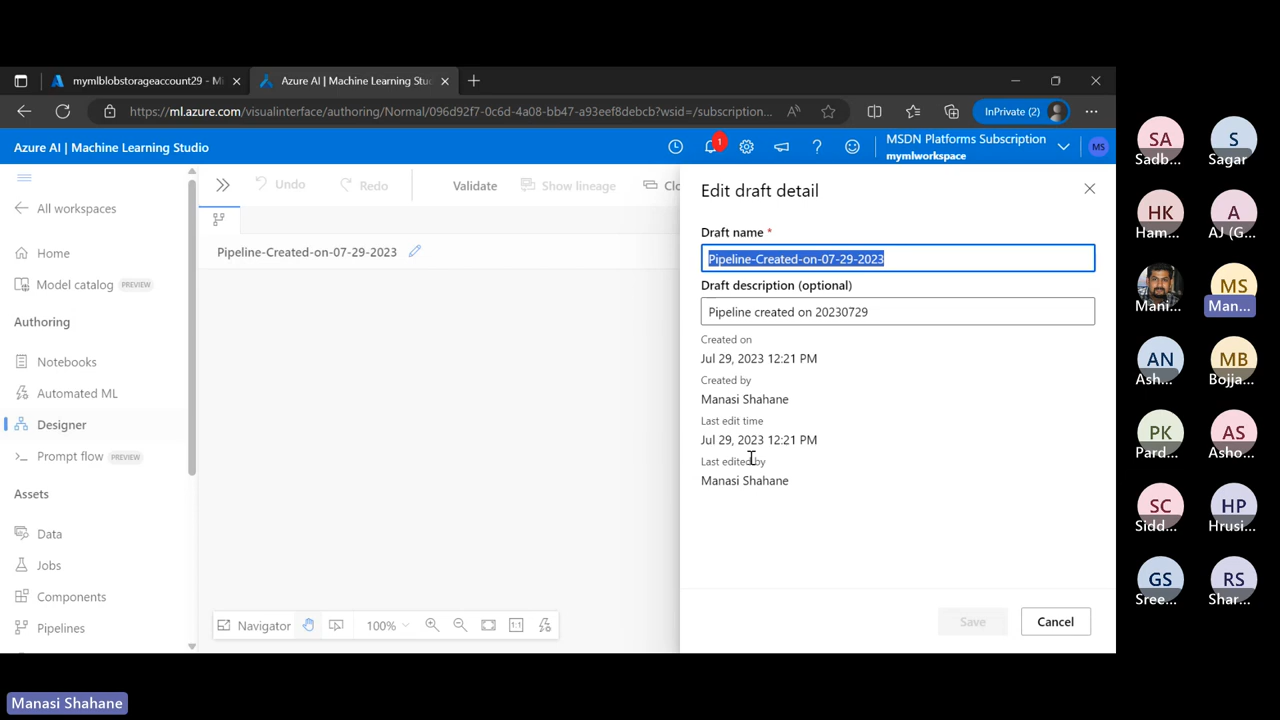 mymlblobstorageaccount29 - Mi
Azure AI | Machine Learning Stu
https://ml.azure.com/visualinterface/authoring/Normal/096d92f7-0c6d-4a08-bb47-a93eef8debcb?wsid=/subscription...
InPrivate (2)
Azure AI | Machine Learning Studio
1
MSDN Platforms Subscription
mymlworkspace
MS
All workspaces
Home
Model catalog PREVIEW
Authoring
Notebooks
Automated ML
Designer
Prompt flow PREVIEW
Assets
Data
Jobs
Components
Pipelines
Undo
Redo
Validate
Show lineage
Clo
Pipeline-Created-on-07-29-2023
Navigator
100%
1:1
Edit draft detail
Draft name *
Pipeline-Created-on-07-29-2023
Draft description (optional)
Pipeline created on 20230729
Created on
Jul 29, 2023 12:21 PM
Created by
Manasi Shahane
Last edit time
Jul 29, 2023 12:21 PM
Last edited by
Manasi Shahane
Save
Cancel
SA
Sadb...
S
Sagar
HK
Ham...
A
AJ (G...
Mani...
MS
Man...
AN
Ash...
MB
Bojja...
PK
Pard...
AS
Asho...
SC
Sidd...
HP
Hrusi...
GS
Sree...
RS
Shar...
Manasi Shahane